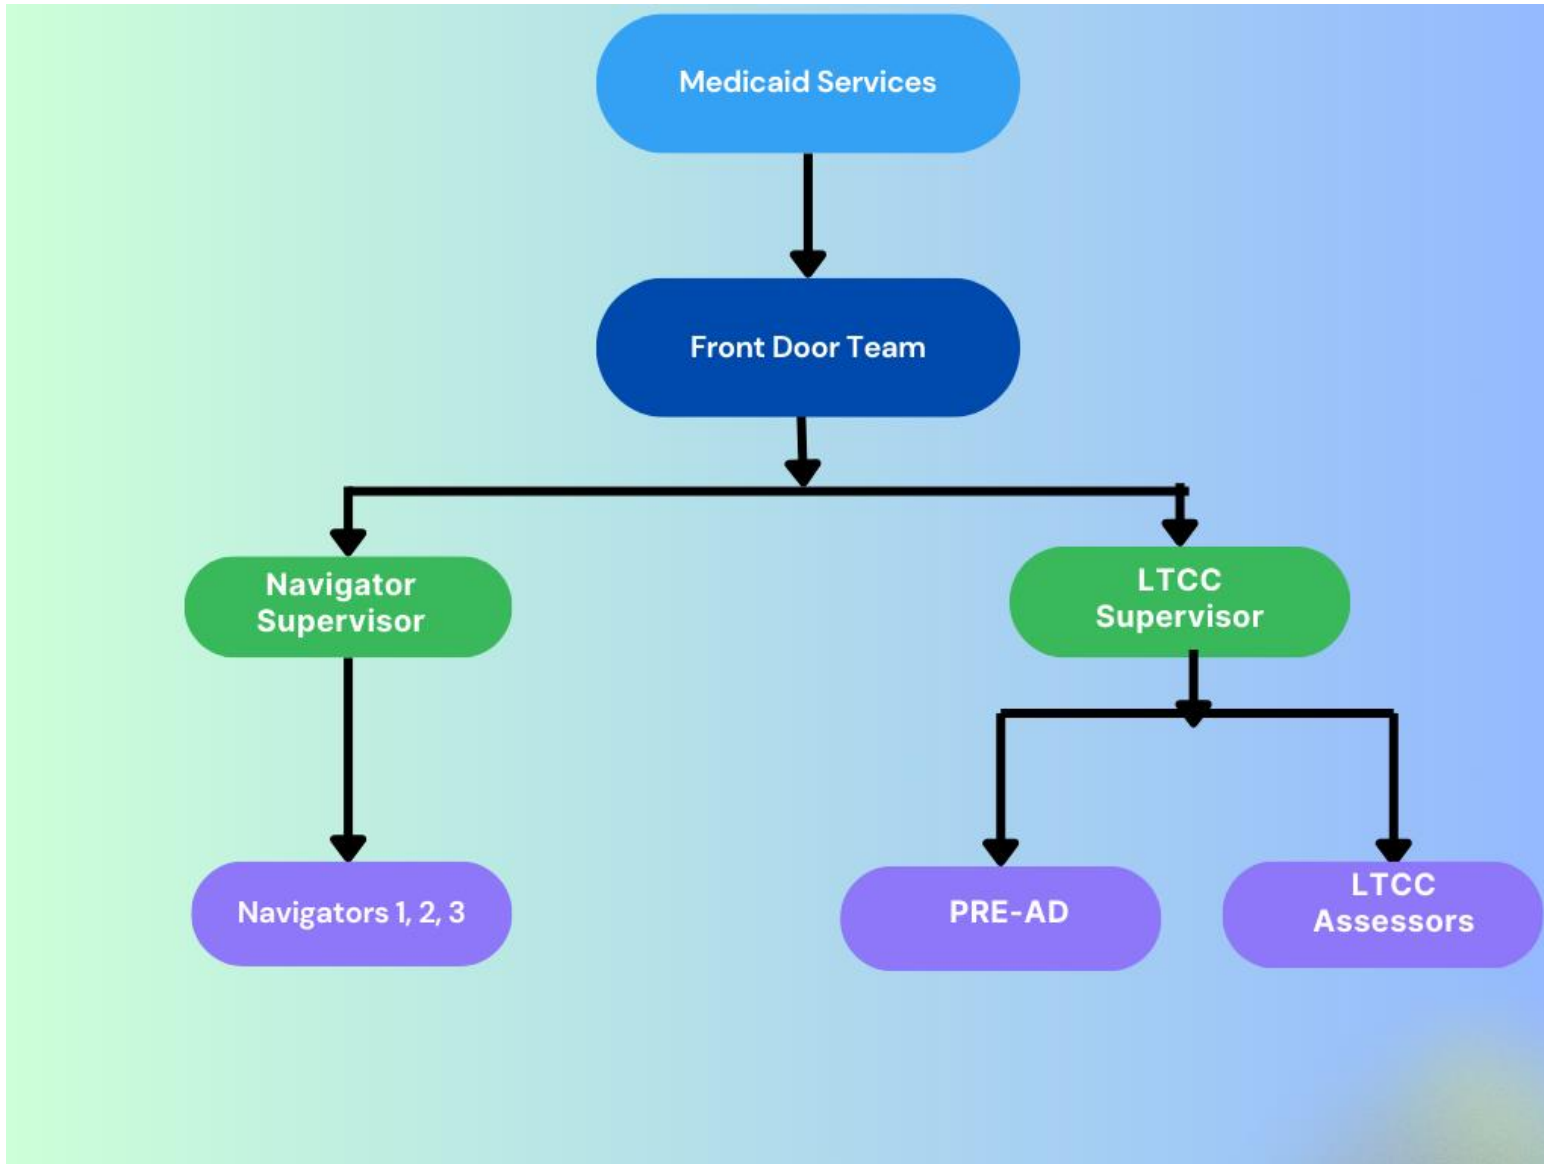 Medicaid Services
Front Door Team
Navigator
Supervisor
LTCC
Supervisor
Navigators 1, 2, 3
PRE-AD
LTCC
Assessors